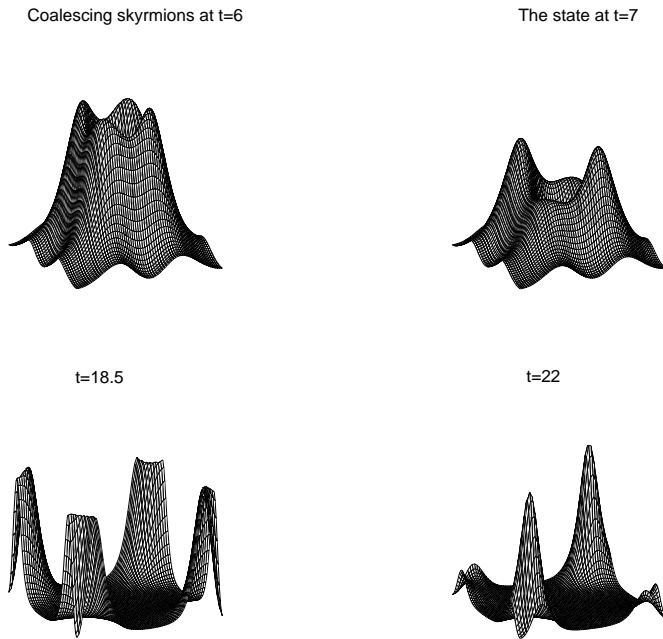 Coalescing skyrmions at t=6
The state at t=7
t=18.5
t=22